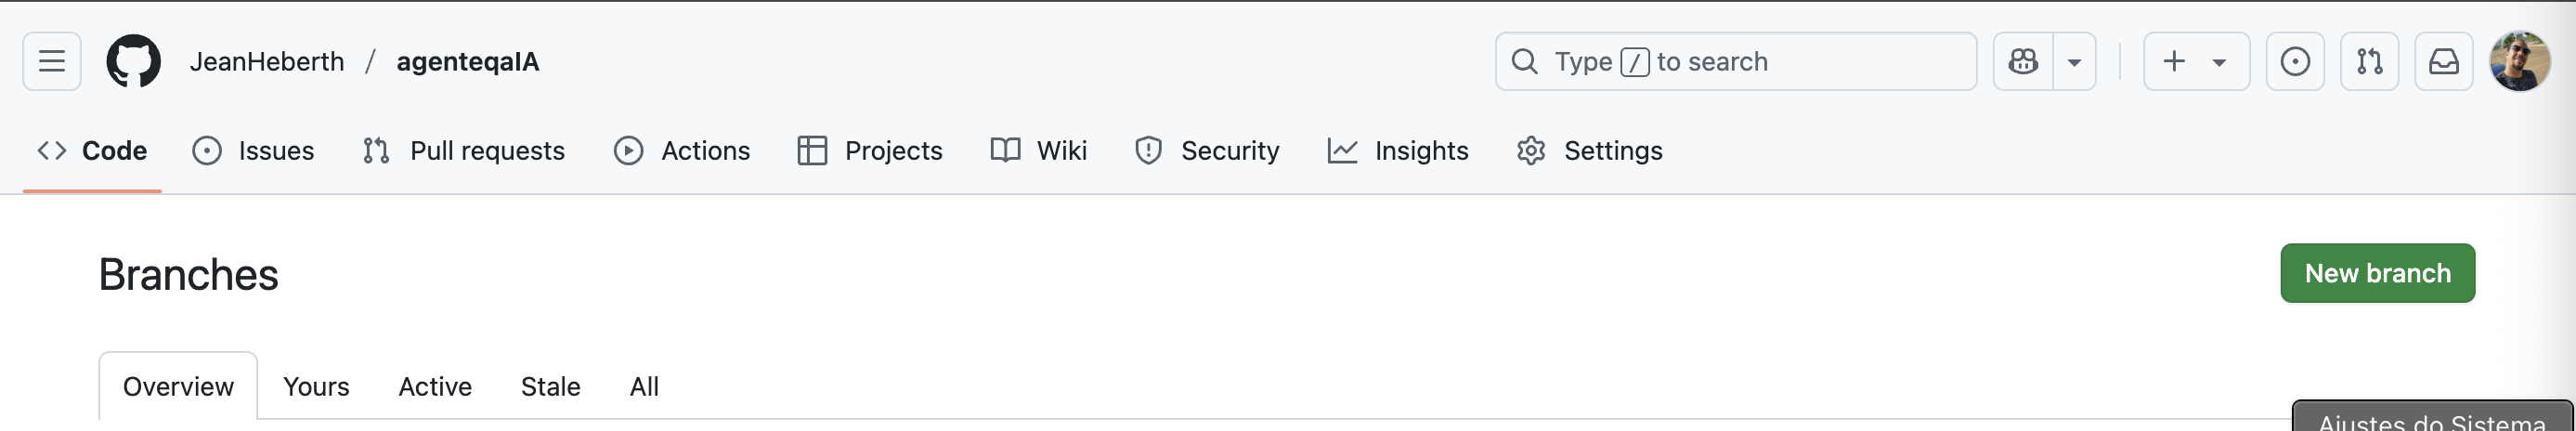 JeanHeberth / agenteqaIA
Type / to search
Code Issues Pull requests Actions Projects Wiki Security Insights Settings
Branches
New branch
Overview Yours Active Stale All
Ajustes do Sistema